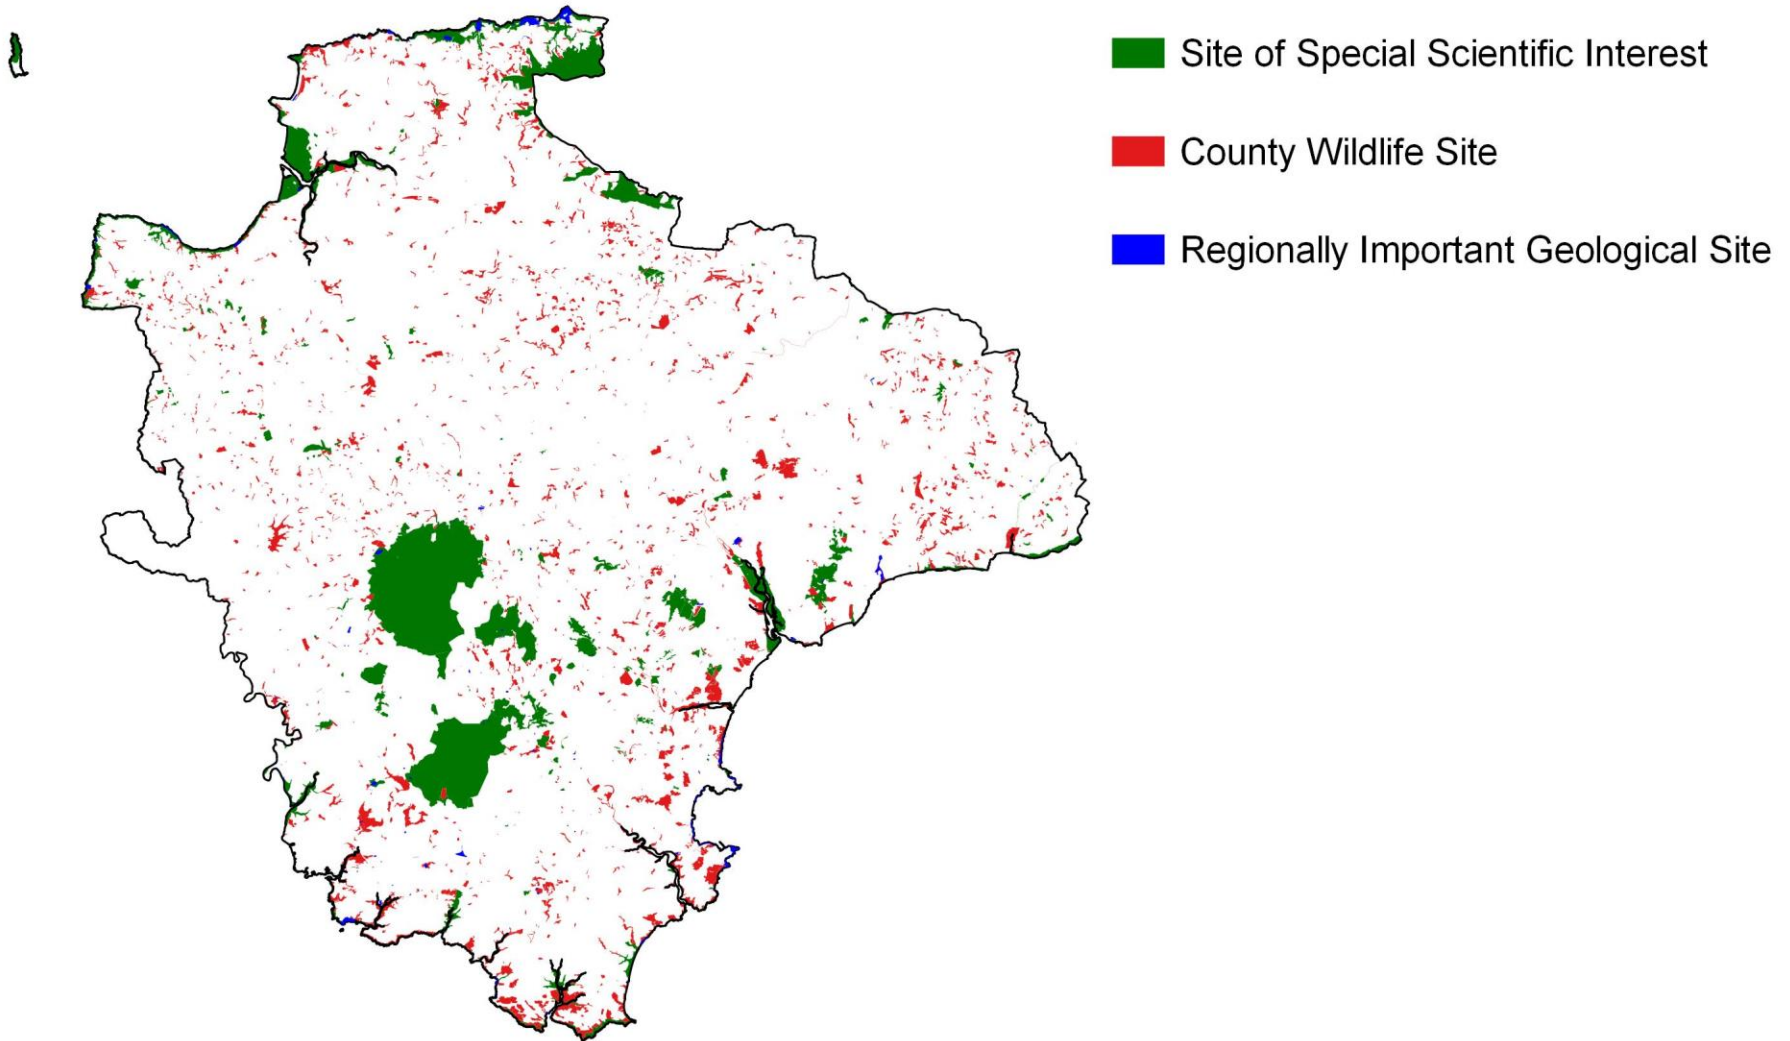 Site of Special Scientific Interest
County Wildlife Site
Regionally Important Geological Site